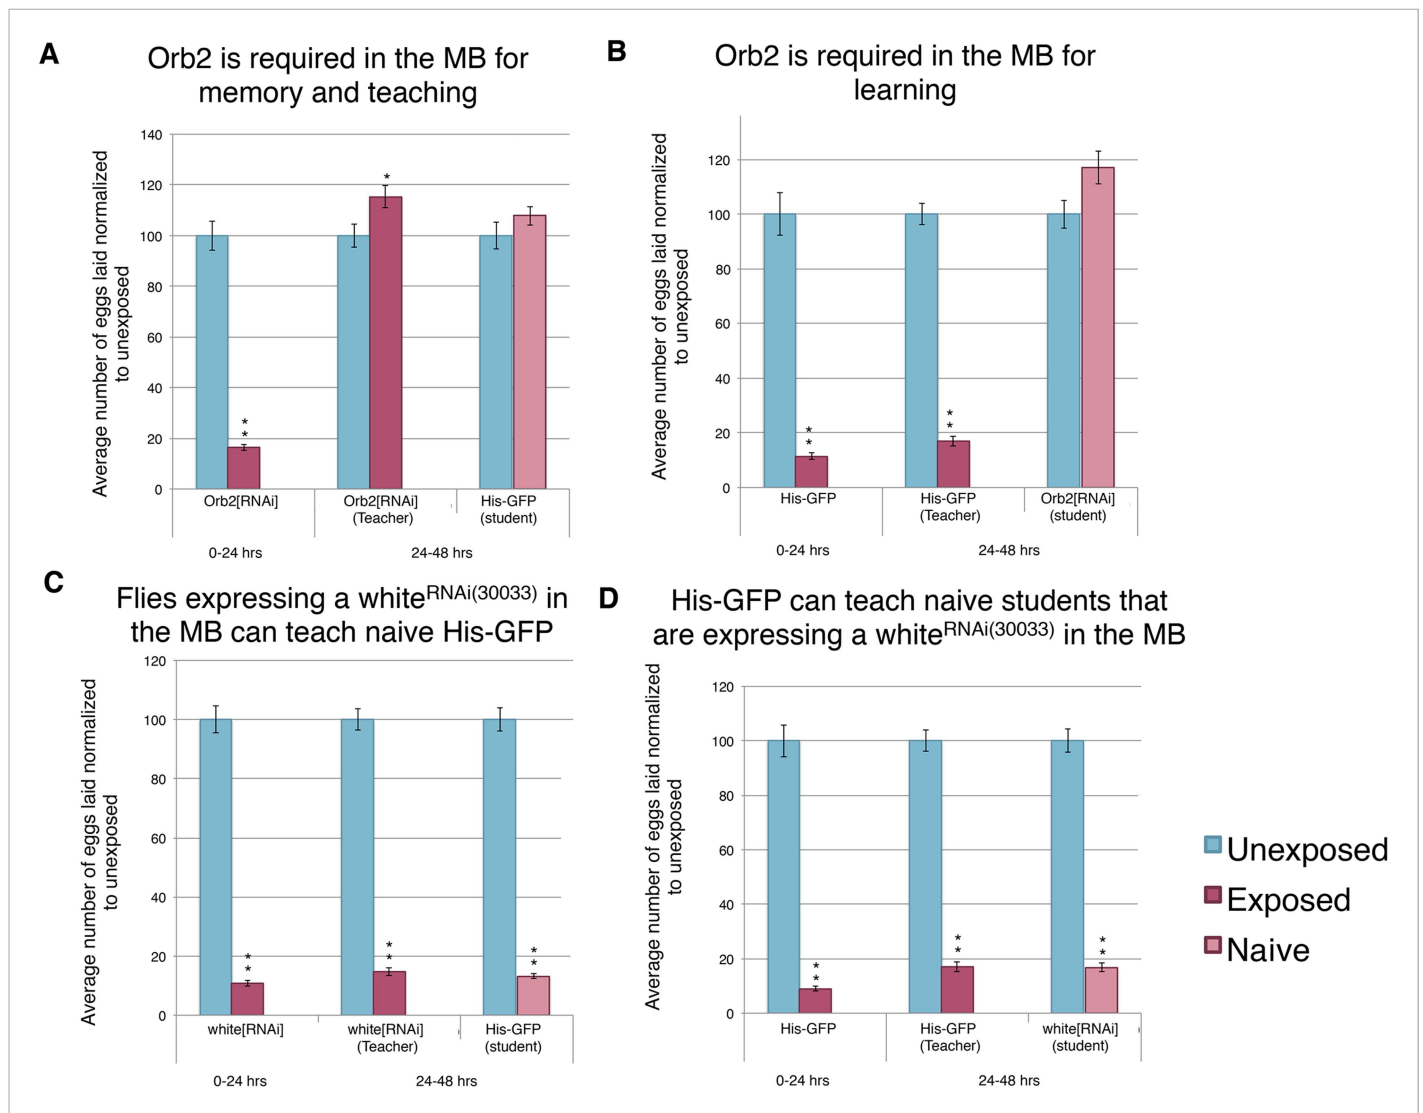 A
Orb2 is required in the MB for
memory and teaching
Average number of eggs laid normalized
to unexposed
140
120
100
80
60
40
20
0
*
*
*
*
Orb2[RNAi]
Orb2[RNAi]
(Teacher)
His-GFP
(student)
0-24 hrs
24-48 hrs
B
Orb2 is required in the MB for
learning
Average number of eggs laid normalized
to unexposed
120
100
80
60
40
20
0
*
*
*
*
His-GFP
His-GFP
(Teacher)
Orb2[RNAi]
(student)
0-24 hrs
24-48 hrs
C
Flies expressing a white^RNAi(30033) in
the MB can teach naive His-GFP
Average number of eggs laid normalized
to unexposed
120
100
80
60
40
20
0
*
*
*
*
*
*
white[RNAi]
white[RNAi]
(Teacher)
His-GFP
(student)
0-24 hrs
24-48 hrs
D
His-GFP can teach naive students that
are expressing a white^RNAi(30033) in the MB
Average number of eggs laid normalized
to unexposed
120
100
80
60
40
20
0
*
*
*
*
*
*
His-GFP
His-GFP
(Teacher)
white[RNAi]
(student)
0-24 hrs
24-48 hrs
Unexposed
Exposed
Naive